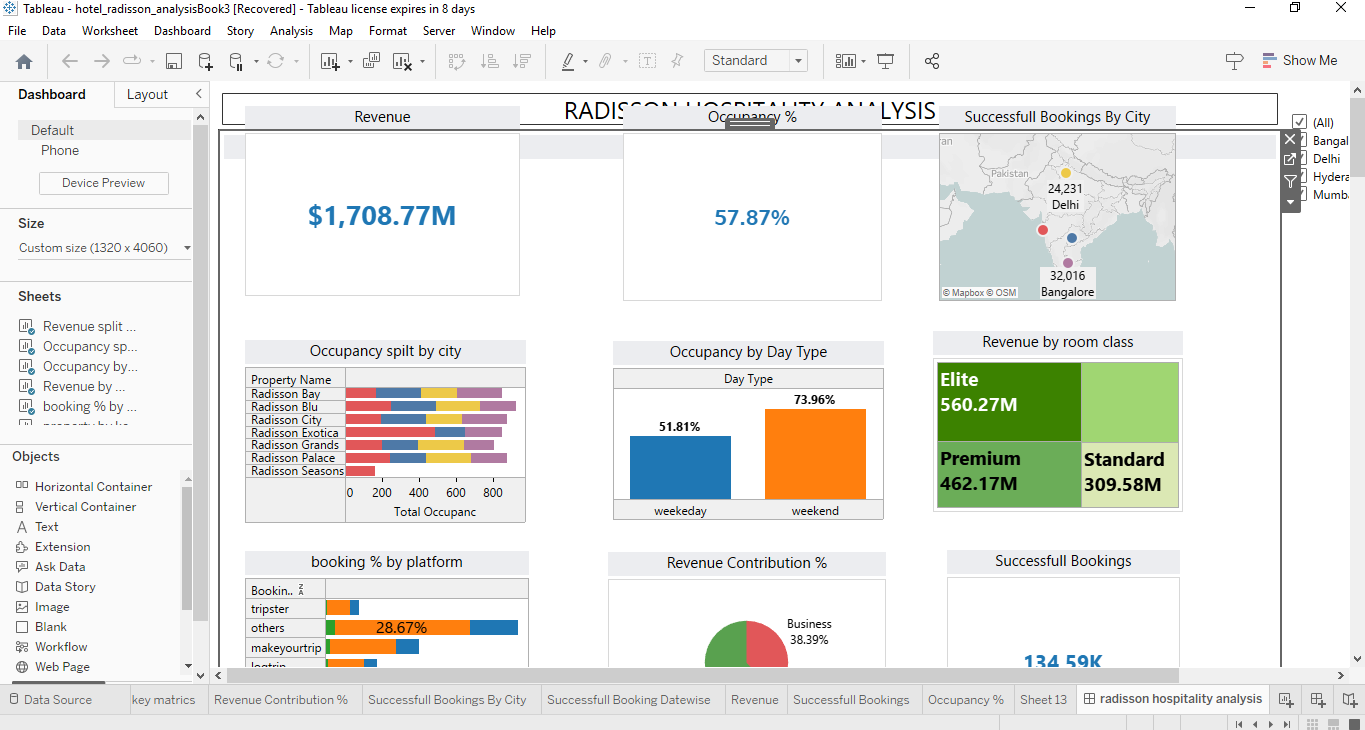 Tableau - hotel_radisson_analysisBook3 [Recovered] - Tableau license expires in 8 days
File Data Worksheet Dashboard Story Analysis Map Format Server Window Help
Standard
Show Me
Dashboard Layout
Default
Phone
Device Preview
Size
Custom size (1320 x 4060)
Sheets
Revenue split ...
Occupancy sp...
Occupancy by...
Revenue by ...
booking % by ...
Objects
Horizontal Container
Vertical Container
Text
Extension
Ask Data
Data Story
Image
Blank
Workflow
Web Page
RADISSON HOSPITALITY ANALYSIS
Revenue
$1,708.77M
Occupancy %
57.87%
Successfull Bookings By City
Pakistan
24,231
Delhi
32,016
Bangalore
© Mapbox © OSM
(All)
Bangal
Delhi
Hydera
Mumba
Occupancy spilt by city
Property Name
Radisson Bay
Radisson Blu
Radisson City
Radisson Exotica
Radisson Grands
Radisson Palace
Radisson Seasons
0 200 400 600 800
Total Occupanc
Occupancy by Day Type
Day Type
51.81%
73.96%
weekeday weekend
Revenue by room class
Elite
560.27M
Premium
462.17M
Standard
309.58M
booking % by platform
Bookin..
tripster
others
28.67%
makeyourtrip
Revenue Contribution %
Business
38.39%
Successfull Bookings
134.59K
Data Source key metrics Revenue Contribution % Successfull Bookings By City Successfull Booking Datewise Revenue Successfull Bookings Occupancy % Sheet 13 radisson hospitality analysis